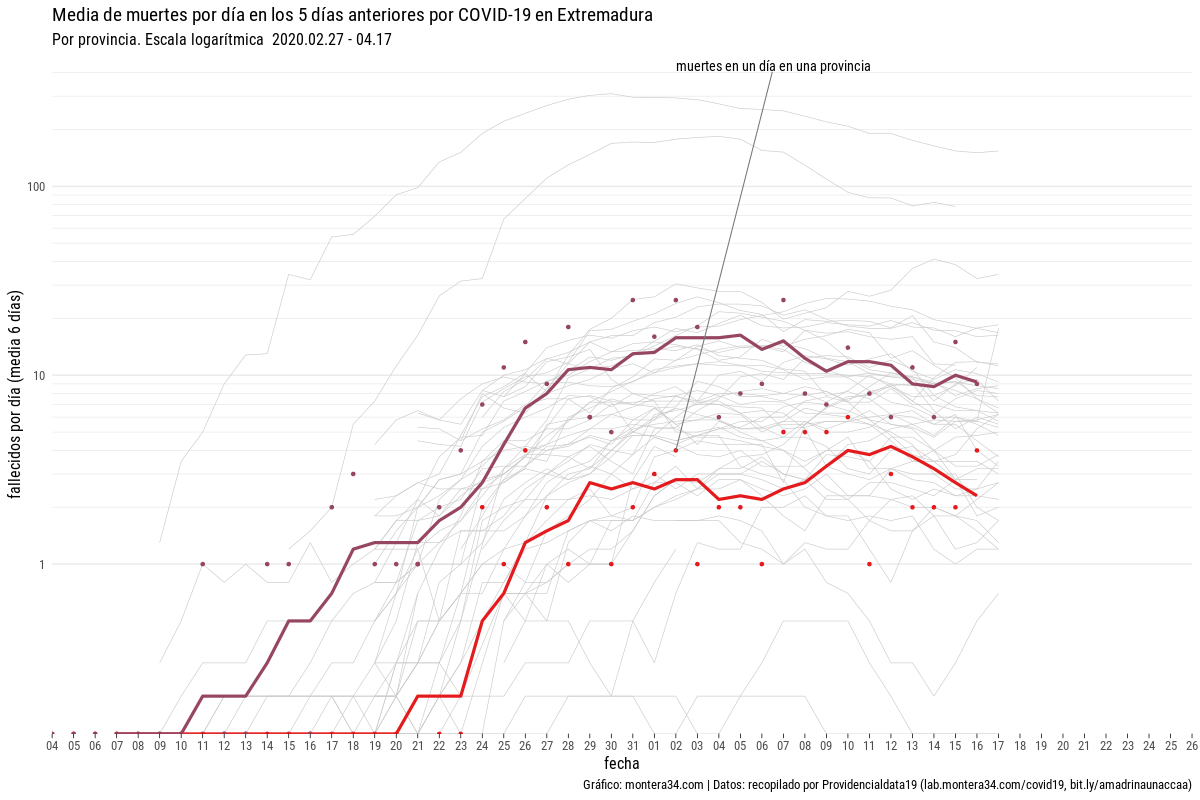 Media de muertes por día en los 5 días anteriores por COVID-19 en Extremadura
Por provincia. Escala logarítmica 2020.02.27 - 04.17
muertes en un día en una provincia
100
10
1
fallecidos por día (media 6 días)
04 05 06 07 08 09 10 11 12 13 14 15 16 17 18 19 20 21 22 23 24 25 26 27 28 29 30 31 01 02 03 04 05 06 07 08 09 10 11 12 13 14 15 16 17 18 19 20 21 22 23 24 25 26
fecha
Gráfico: montera34.com | Datos: recopilado por Providencialdata19 (lab.montera34.com/covid19, bit.ly/amadrinaunaccaa)